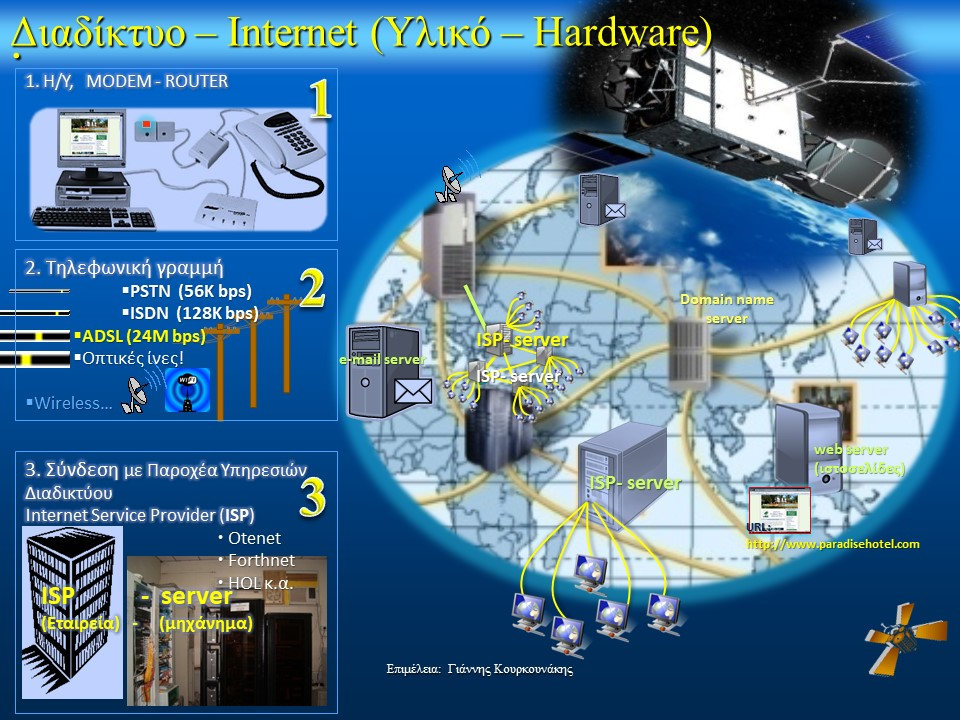 Διαδίκτυο – Internet (Υλικό – Hardware)
1. Η/Υ, MODEM - ROUTER
1
2. Τηλεφωνική γραμμή
2
▪PSTN (56K bps)
▪ISDN (128K bps)
▪ADSL (24M bps)
▪Οπτικές ίνες!
▪Wireless...
3. Σύνδεση με Παροχέα Υπηρεσιών
Διαδικτύου
Internet Service Provider (ISP)
3
• Otenet
• Forthnet
• HOL κ.α.
ISP - server
(Εταιρεία) - (μηχάνημα)
Domain name
server
ISP- server
e-mail server
ISP- server
web server
(ιστοσελίδες)
ISP- server
URL:
http://www.paradisehotel.com
Επιμέλεια: Γιάννης Κουρκουνάκης